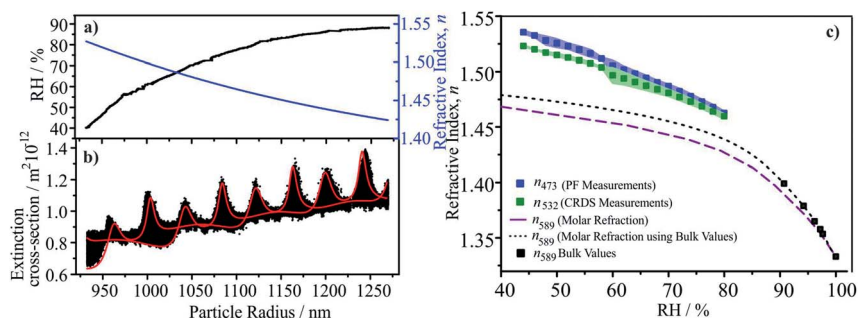 a)
RH / %
90
80
70
60
50
40
Refractive Index, n
1.55
1.50
1.45
1.40
b)
Extinction
cross-section / m²10⁻¹²
1.4
1.2
1.0
0.8
0.6
950 1000 1050 1100 1150 1200 1250
Particle Radius / nm
c)
Refractive Index, n
1.55
1.50
1.45
1.40
1.35
n473 (PF Measurements)
n532 (CRDS Measurements)
n589 (Molar Refraction)
n589 (Molar Refraction using Bulk Values)
n589 Bulk Values
40 50 60 70 80 90 100
RH / %